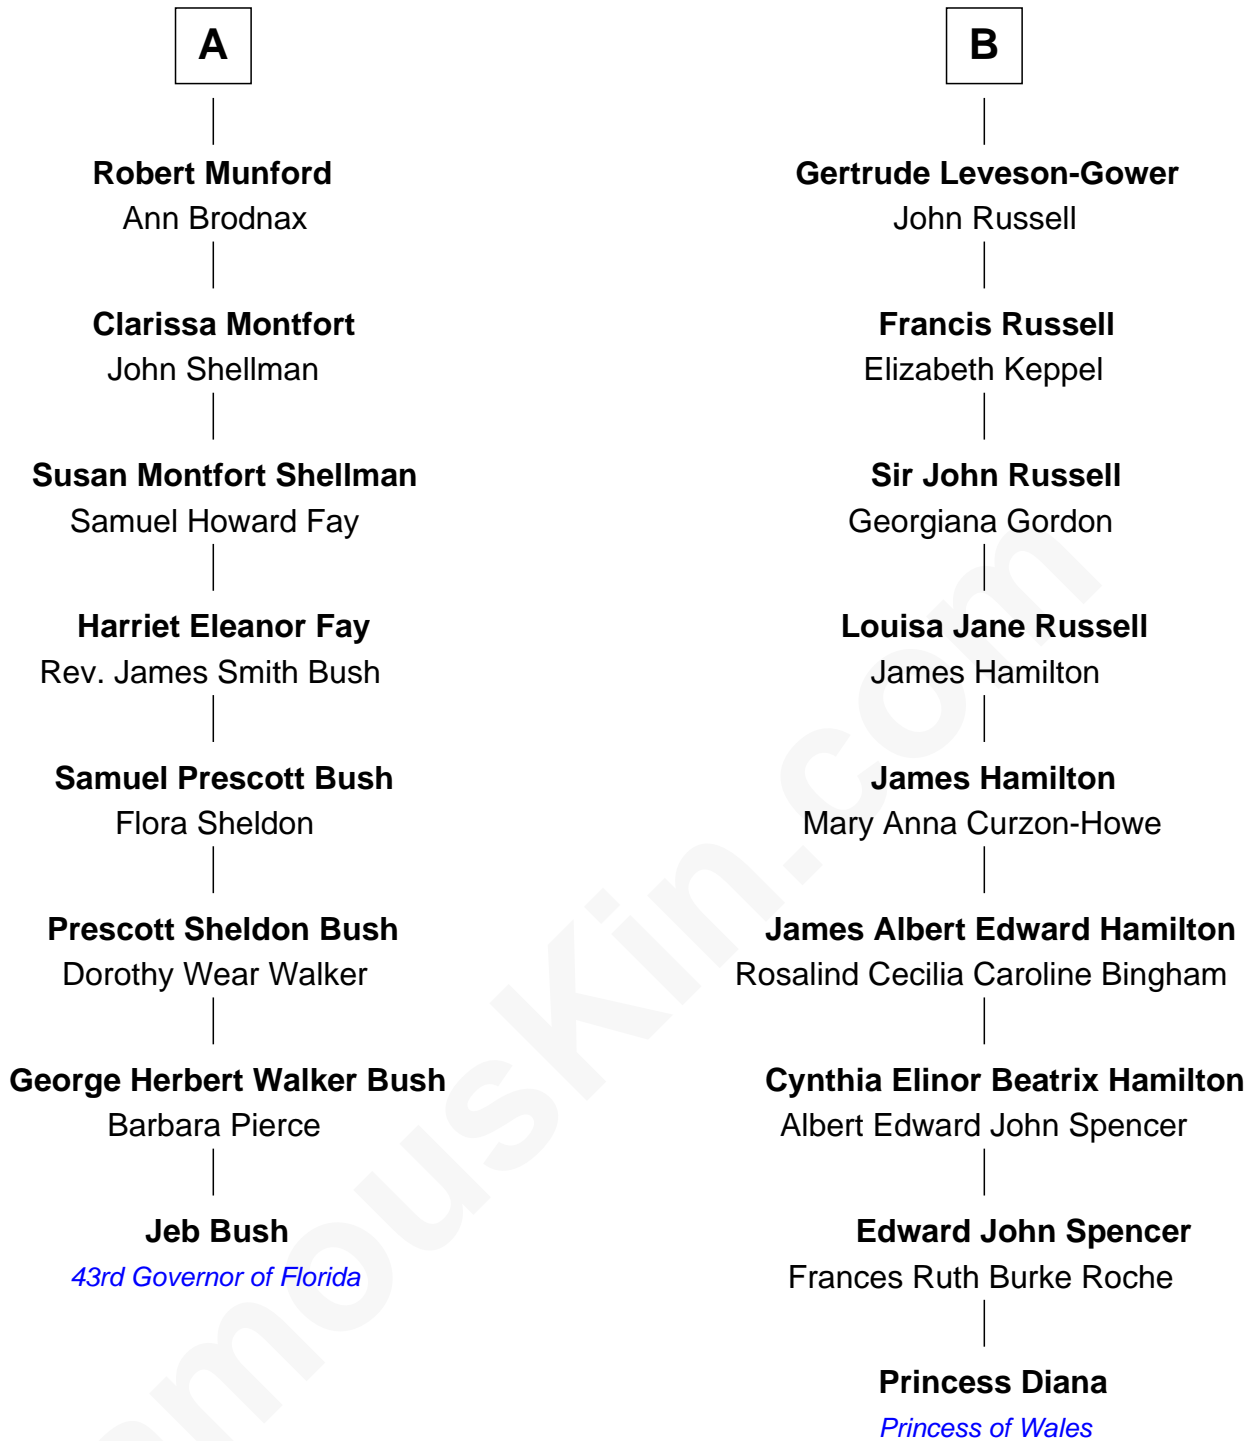 A
Robert Munford
Ann Brodnax
Clarissa Montfort
John Shellman
Susan Montfort Shellman
Samuel Howard Fay
Harriet Eleanor Fay
Rev. James Smith Bush
Samuel Prescott Bush
Flora Sheldon
Prescott Sheldon Bush
Dorothy Wear Walker
George Herbert Walker Bush
Barbara Pierce
Jeb Bush
43rd Governor of Florida
B
Gertrude Leveson-Gower
John Russell
Francis Russell
Elizabeth Keppel
Sir John Russell
Georgiana Gordon
Louisa Jane Russell
James Hamilton
James Hamilton
Mary Anna Curzon-Howe
James Albert Edward Hamilton
Rosalind Cecilia Caroline Bingham
Cynthia Elinor Beatrix Hamilton
Albert Edward John Spencer
Edward John Spencer
Frances Ruth Burke Roche
Princess Diana
Princess of Wales
amouskin.com